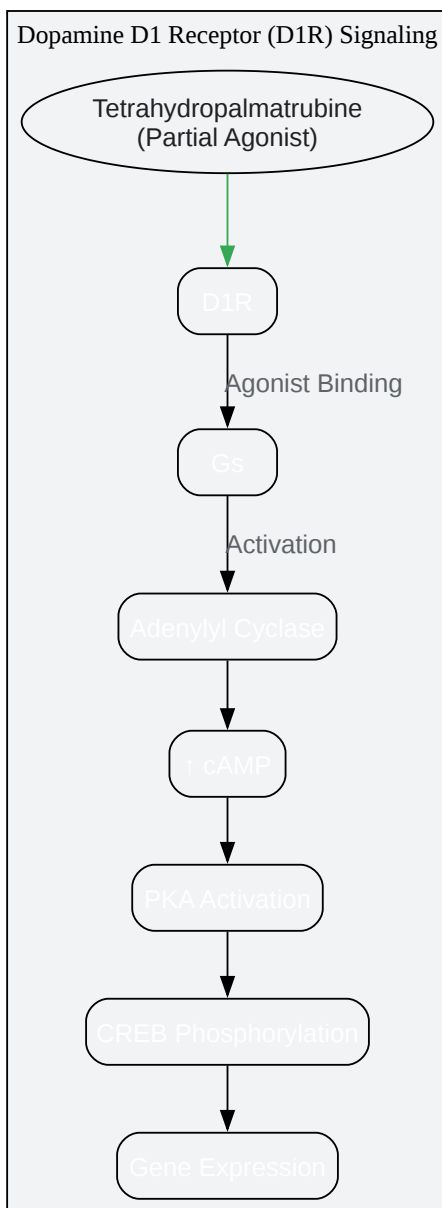 Dopamine D1 Receptor (D1R) Signaling
Tetrahydropalmatrubine
(Partial Agonist)
D1R
Agonist Binding
Gs
Activation
Adenylyl Cyclase
↑ cAMP
PKA Activation
CREB Phosphorylation
Gene Expression